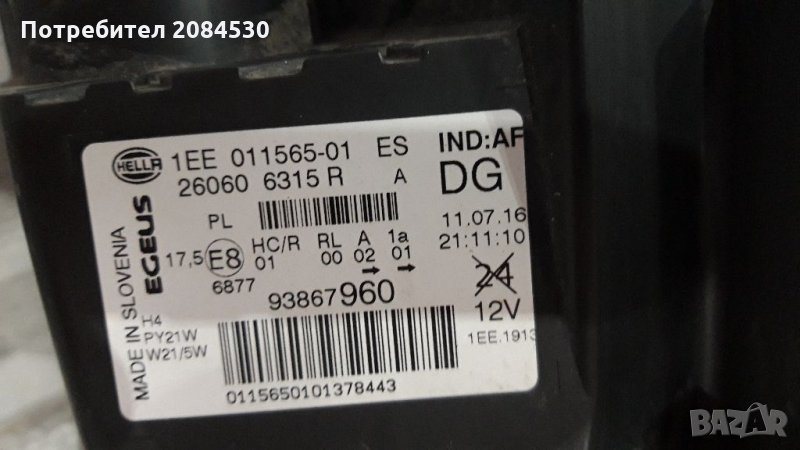 Потребител 2084530
HELLA 1EE 011565-01 ES IND:AF
26060 6315 R A DG
PL 11.07.16
21:11:10
17,5 E8 HC/R RL A 1a
01 00 02 01
6877
24
93867960
12V
H4
PY21W
W21/5W
1EE.1913
0115650101378443
MADE IN SLOVENIA
EGEUS
BAZAR